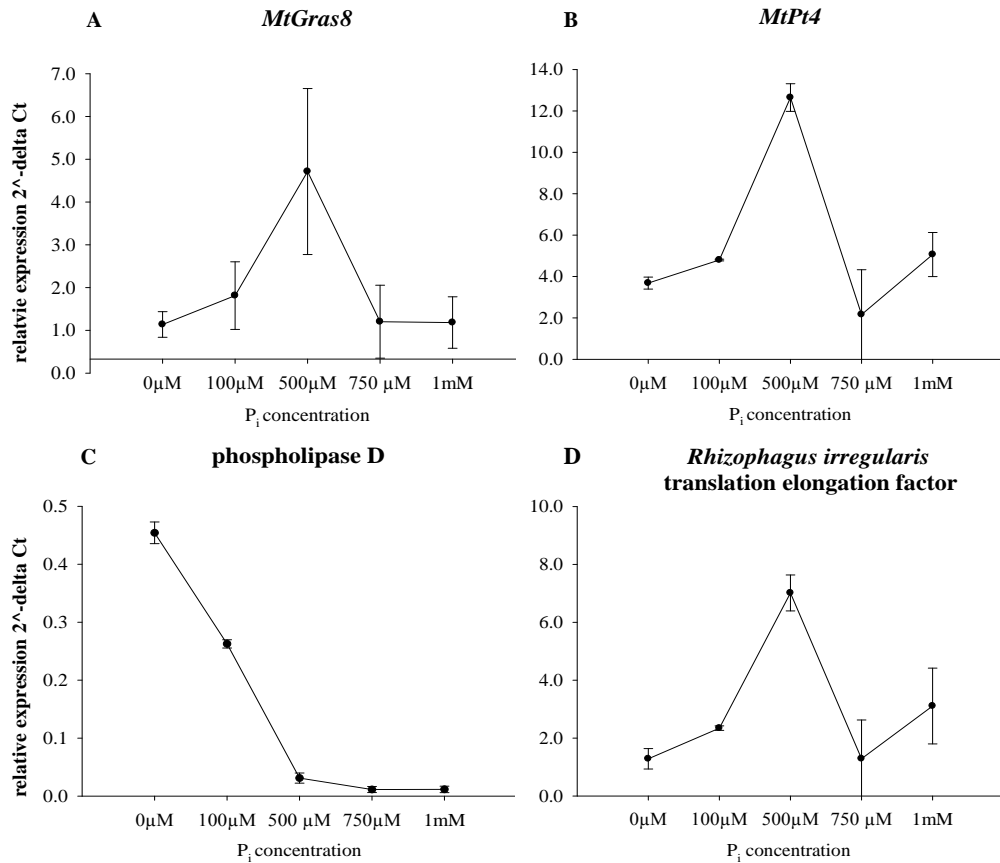 A
MtGras8
relatvie expression 2^-delta Ct
7.0
6.0
5.0
4.0
3.0
2.0
1.0
0.0
0µM 100µM 500µM 750 µM 1mM
Pi concentration
B
MtPt4
14.0
12.0
10.0
8.0
6.0
4.0
2.0
0.0
0µM 100µM 500µM 750 µM 1mM
Pi concentration
C
phospholipase D
relative expression 2^-delta Ct
0.5
0.4
0.3
0.2
0.1
0.0
0µM 100µM 500 µM 750µM 1mM
Pi concentration
D
Rhizophagus irregularis
translation elongation factor
10.0
8.0
6.0
4.0
2.0
0.0
0µM 100µM 500µM 750 µM 1mM
Pi concentration